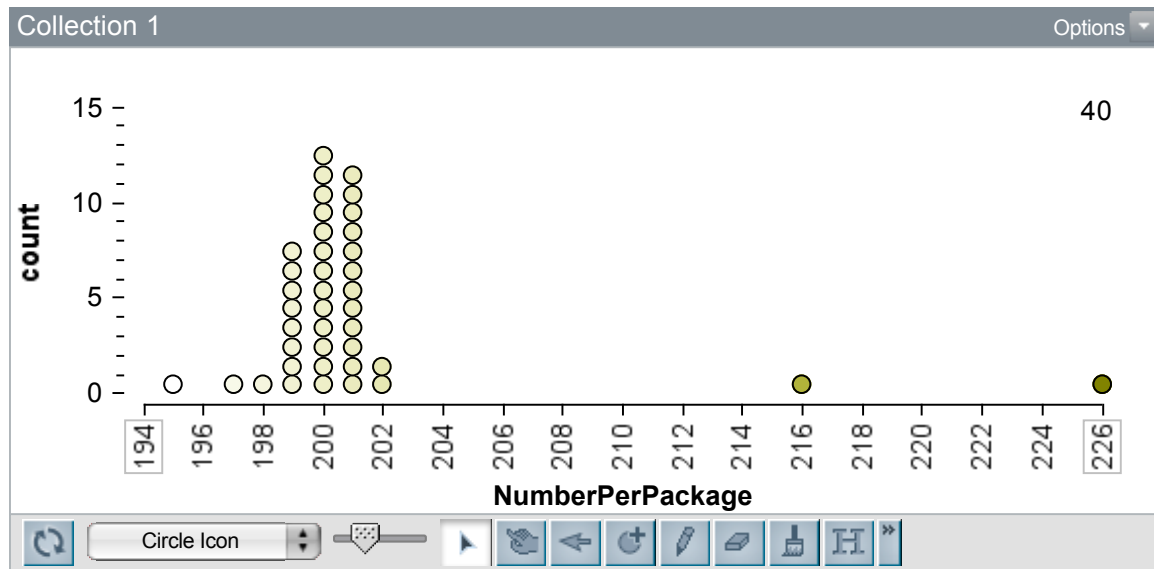 Collection 1
Options
15
40
10
5
0
count
194 196 198 200 202 204 206 208 210 212 214 216 218 220 222 224 226
NumberPerPackage
Circle Icon